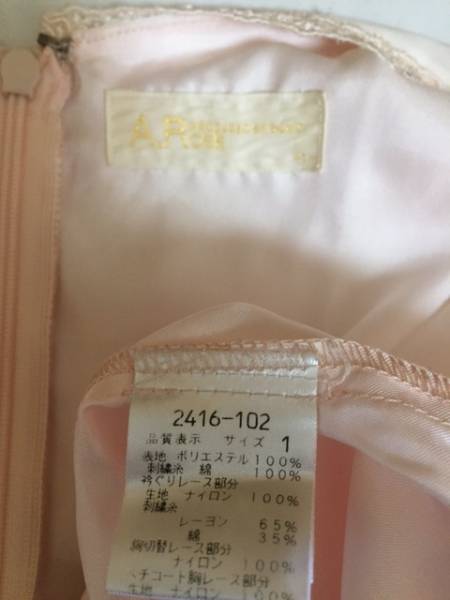 A.R
2416-102
品質表示 サイズ 1
表地 ポリエステル 100%
刺繍糸 綿 100%
衿ぐりレース部分
生地 ナイロン 100%
刺繍糸
レーヨン 65%
綿 35%
胸切替レース部分
ナイロン 100%
ペチコート胸レース部分
生地 ナイロン 100%